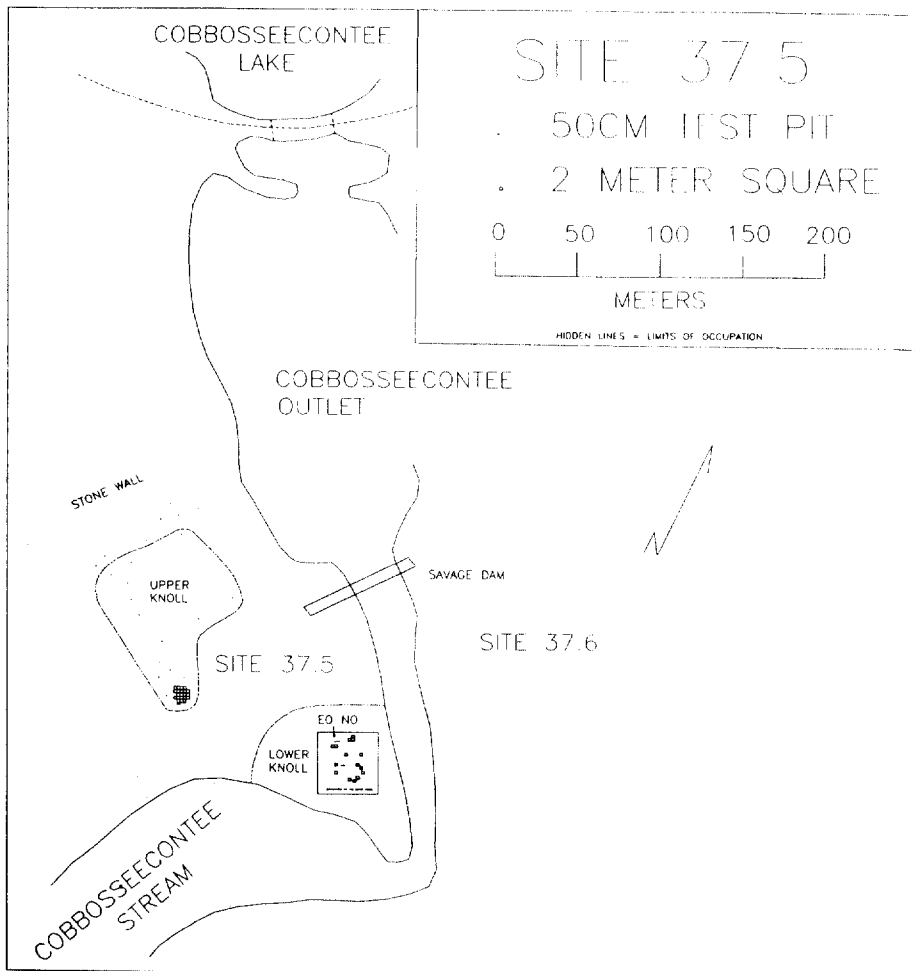 COBBOSSEECONTEE
LAKE
SITE 37 5
50CM TEST PIT
2 METER SQUARE
0 50 100 150 200
METERS
HIDDEN LINES = LIMITS OF OCCUPATION
COBBOSSEECONTEE
OUTLET
STONE WALL
UPPER
KNOLL
SAVAGE DAM
SITE 37.5
SITE 37.6
N
EO NO
LOWER
KNOLL
COBBOSSEECONTEE
STREAM